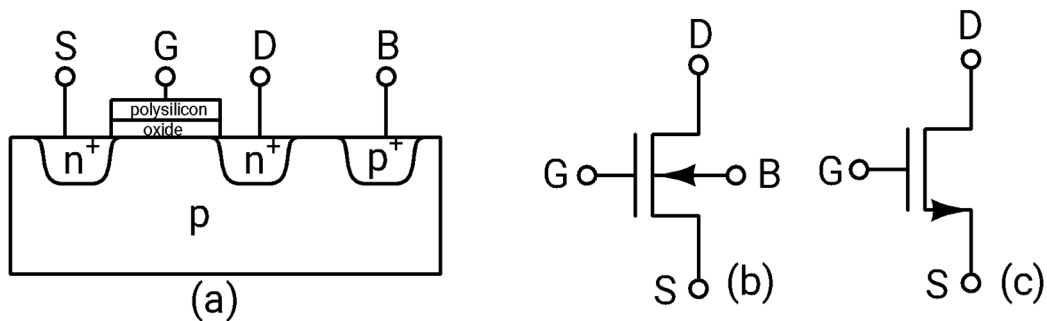 S G D B
polysilicon
oxide
n+ n+ p+
p
(a)
D
G B
S (b)
D
G
S (c)